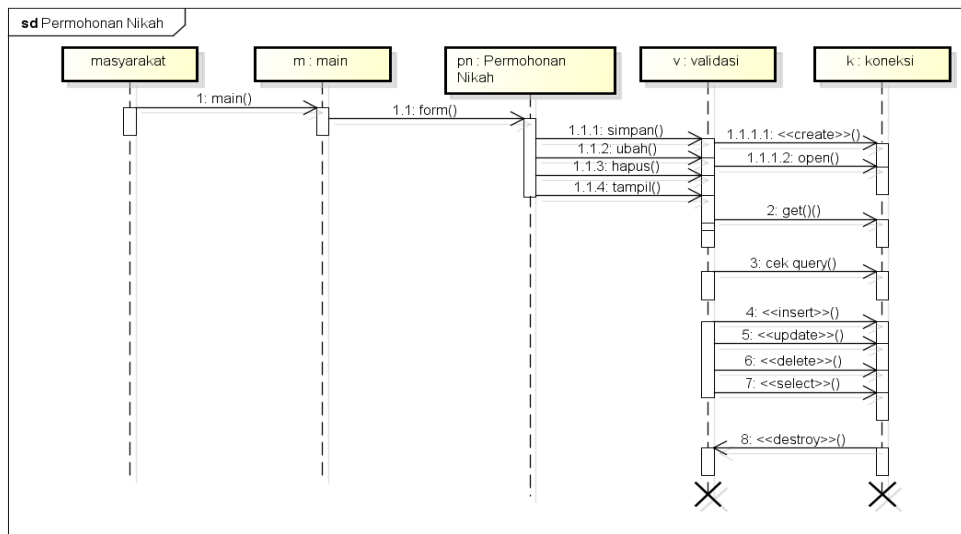 sd Permohonan Nikah
masyarakat
m : main
pn : Permohonan
Nikah
v : validasi
k : koneksi
1: main()
1.1: form()
1.1.1: simpan()
1.1.2: ubah()
1.1.3: hapus()
1.1.4: tampil()
1.1.1.1: <<create>>()
1.1.1.2: open()
2: get()()
3: cek query()
4: <<insert>>()
5: <<update>>()
6: <<delete>>()
7: <<select>>()
8: <<destroy>>()